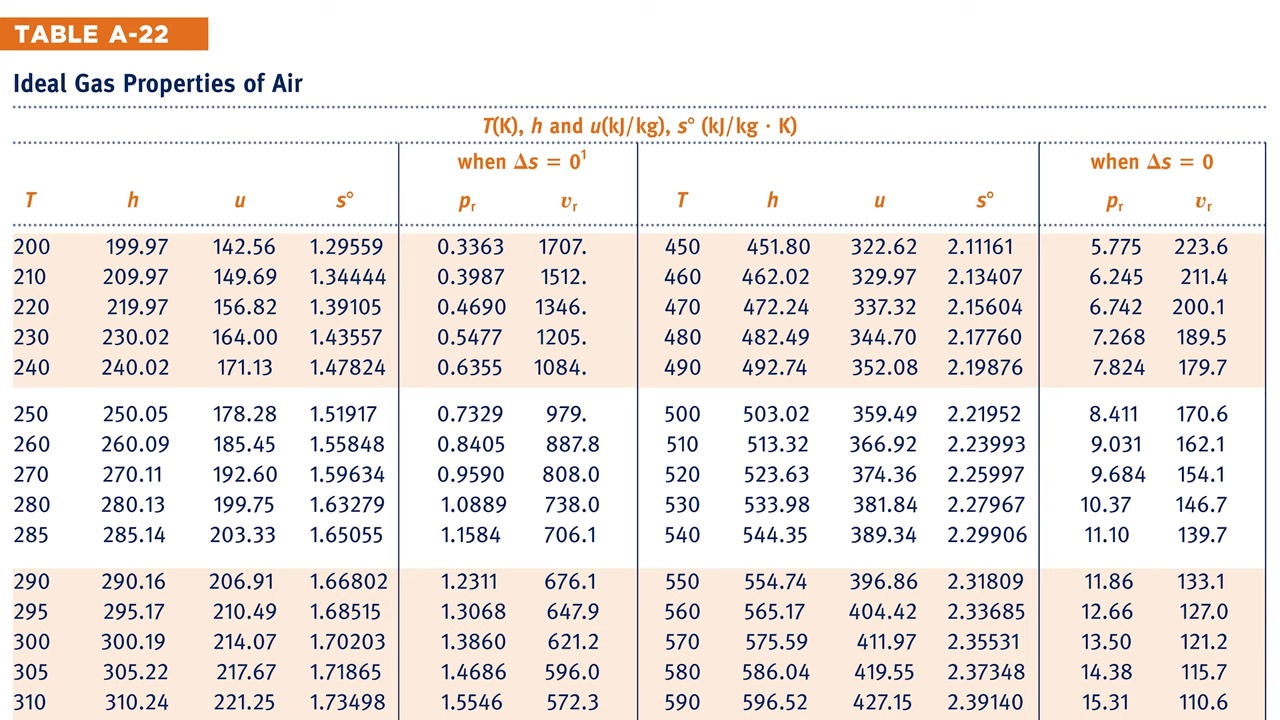 TABLE A-22
Ideal Gas Properties of Air
T(K), h and u(kJ/kg), s° (kJ/kg · K)
when Δs = 0¹ when Δs = 0
T h u s° pr vr T h u s° pr vr
200 199.97 142.56 1.29559 0.3363 1707. 450 451.80 322.62 2.11161 5.775 223.6
210 209.97 149.69 1.34444 0.3987 1512. 460 462.02 329.97 2.13407 6.245 211.4
220 219.97 156.82 1.39105 0.4690 1346. 470 472.24 337.32 2.15604 6.742 200.1
230 230.02 164.00 1.43557 0.5477 1205. 480 482.49 344.70 2.17760 7.268 189.5
240 240.02 171.13 1.47824 0.6355 1084. 490 492.74 352.08 2.19876 7.824 179.7
250 250.05 178.28 1.51917 0.7329 979. 500 503.02 359.49 2.21952 8.411 170.6
260 260.09 185.45 1.55848 0.8405 887.8 510 513.32 366.92 2.23993 9.031 162.1
270 270.11 192.60 1.59634 0.9590 808.0 520 523.63 374.36 2.25997 9.684 154.1
280 280.13 199.75 1.63279 1.0889 738.0 530 533.98 381.84 2.27967 10.37 146.7
285 285.14 203.33 1.65055 1.1584 706.1 540 544.35 389.34 2.29906 11.10 139.7
290 290.16 206.91 1.66802 1.2311 676.1 550 554.74 396.86 2.31809 11.86 133.1
295 295.17 210.49 1.68515 1.3068 647.9 560 565.17 404.42 2.33685 12.66 127.0
300 300.19 214.07 1.70203 1.3860 621.2 570 575.59 411.97 2.35531 13.50 121.2
305 305.22 217.67 1.71865 1.4686 596.0 580 586.04 419.55 2.37348 14.38 115.7
310 310.24 221.25 1.73498 1.5546 572.3 590 596.52 427.15 2.39140 15.31 110.6